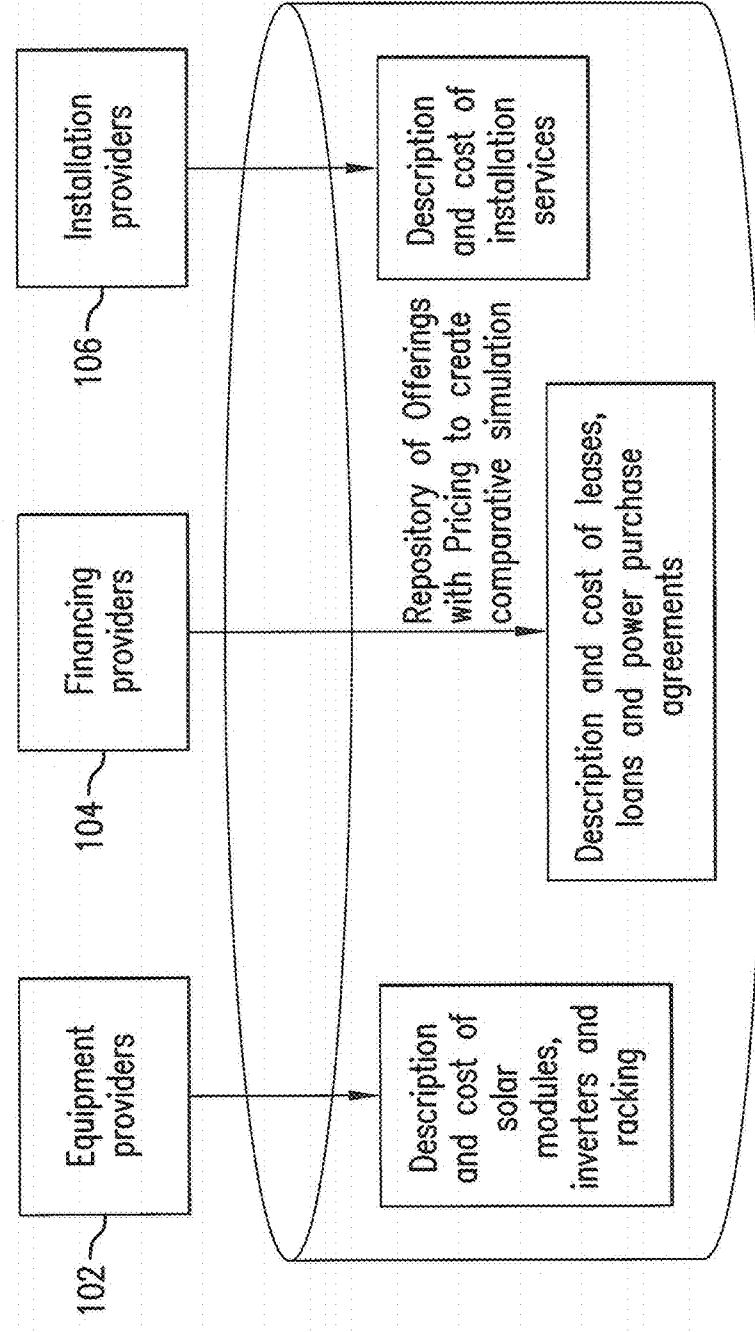 Equipment
providers
102
Financing
providers
104
Installation
providers
106
Repository of Offerings
with Pricing to create
comparative simulation
Description
and cost of
solar
modules,
inverters and
racking
Description and cost of leases,
loans and power purchase
agreements
Description
and cost of
installation
services